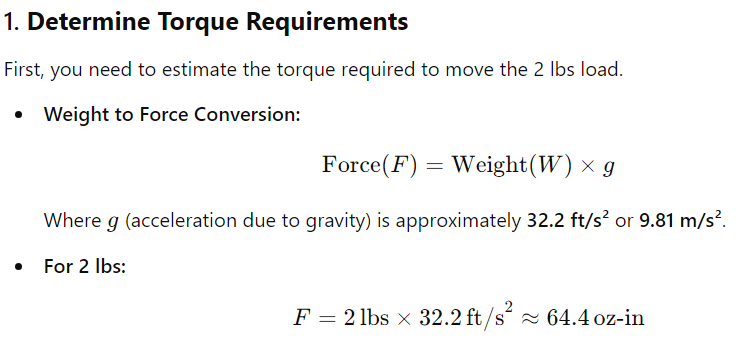 1. Determine Torque Requirements
First, you need to estimate the torque required to move the 2 lbs load.
• Weight to Force Conversion:
Force(F) = Weight(W) × g
Where g (acceleration due to gravity) is approximately 32.2 ft/s² or 9.81 m/s².
• For 2 lbs:
F = 2 lbs × 32.2 ft/s² ≈ 64.4 oz-in